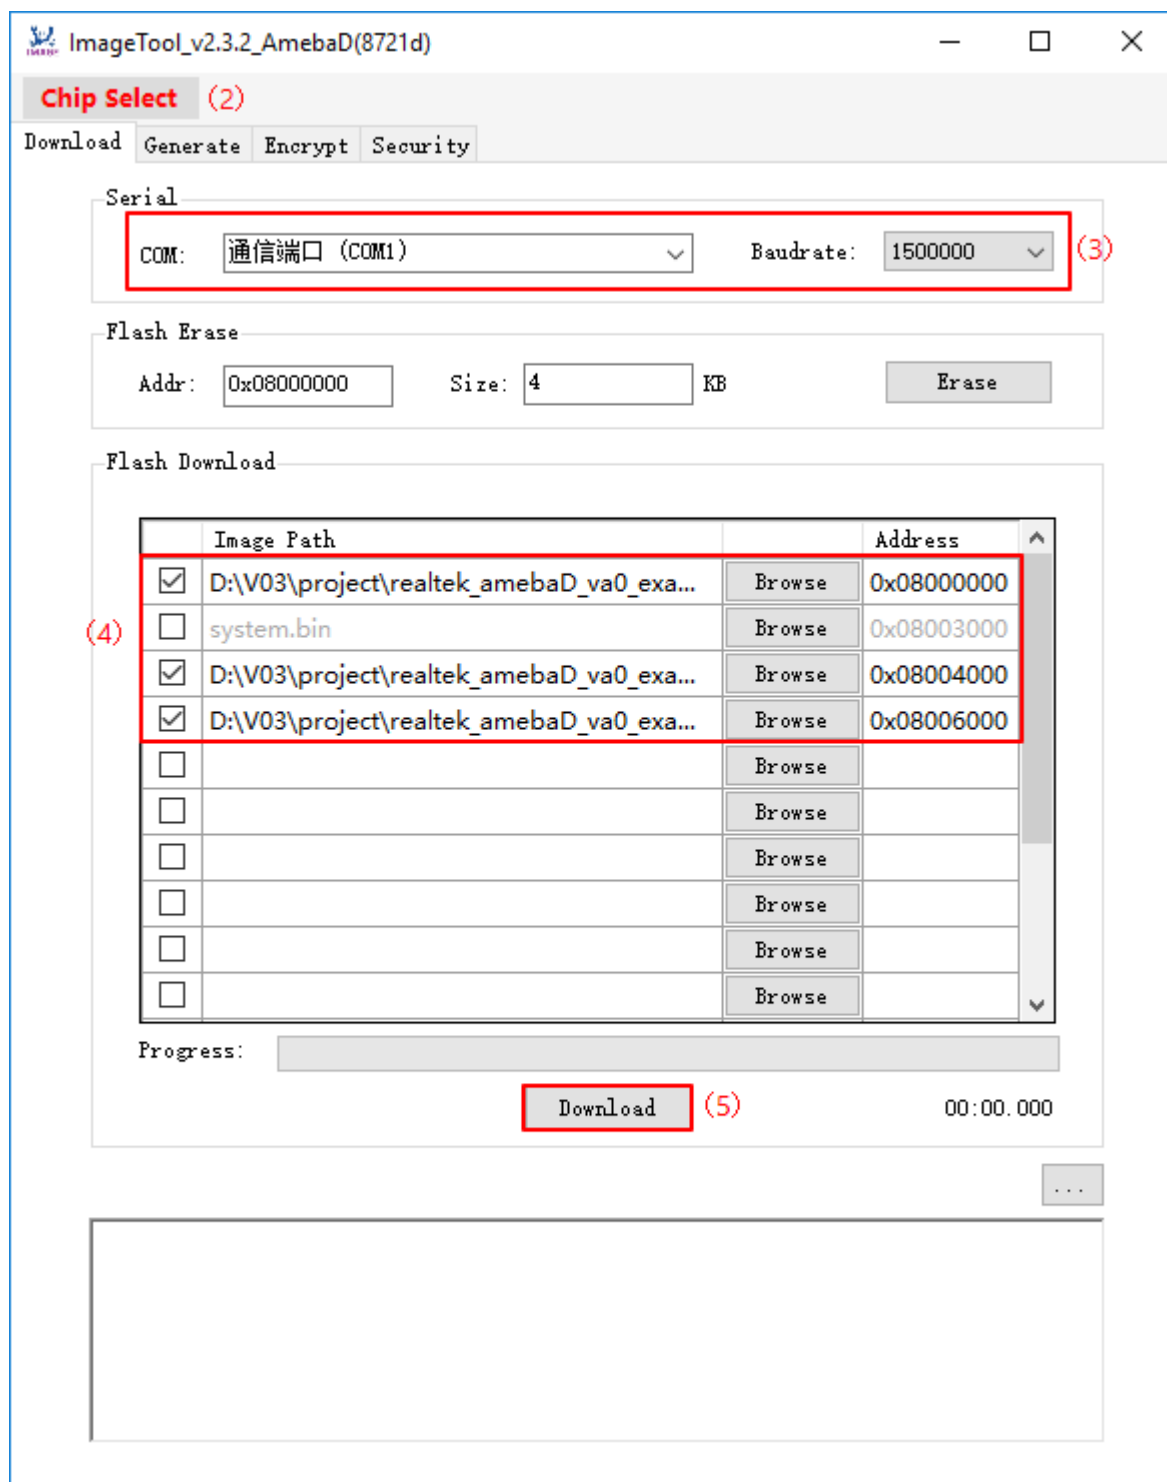 ImageTool_v2.3.2_AmebaD(8721d)
Chip Select (2)
Download Generate Encrypt Security
Serial
COM: 通信端口 (COM1) Baudrate: 1500000 (3)
Flash Erase
Addr: 0x08000000 Size: 4 KB Erase
Flash Download
Image Path Address
D:\V03\project\realtek_amebaD_va0_exa... Browse 0x08000000
(4) system.bin Browse 0x08003000
D:\V03\project\realtek_amebaD_va0_exa... Browse 0x08004000
D:\V03\project\realtek_amebaD_va0_exa... Browse 0x08006000
Browse
Browse
Browse
Browse
Browse
Browse
Progress:
Download (5) 00:00.000
...